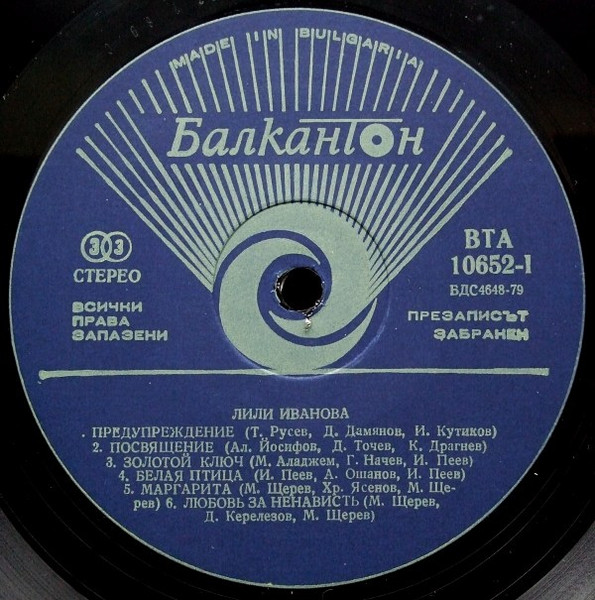 MADE IN BULGARIA
Балкантон
33
СТЕРЕО
ВТА
10652-I
БДС4648-79
ВСИЧКИ
ПРАВА
ЗАПАЗЕНИ
ПРЕЗАПИСЪТ
ЗАБРАНЕН
ЛИЛИ ИВАНОВА
. ПРЕДУПРЕЖДЕНИЕ (Т. Русев, Д. Дамянов, И. Кутиков)
2. ПОСВЯЩЕНИЕ (Ал. Йосифов, Д. Точев, К. Драгнев)
3. ЗОЛОТОЙ КЛЮЧ (М. Аладжем, Г. Начев, И. Пеев)
4. БЕЛАЯ ПТИЦА (И. Пеев, А. Ошанов, И. Пеев)
5. МАРГАРИТА (М. Щерев, Хр. Ясенов, М. Ще-
рев) 6. ЛЮБОВЬ ЗА НЕНАВИСТЬ (М. Щерев,
Д. Керелезов, М. Щерев)